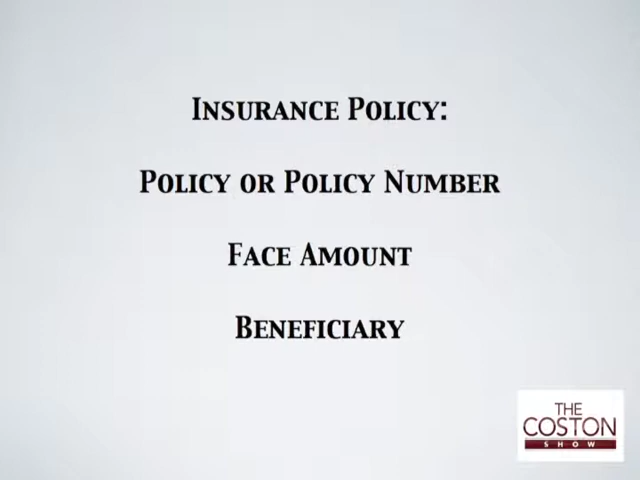 Insurance Policy:
Policy or Policy Number
Face Amount
Beneficiary
THE
COSTON
SHOW